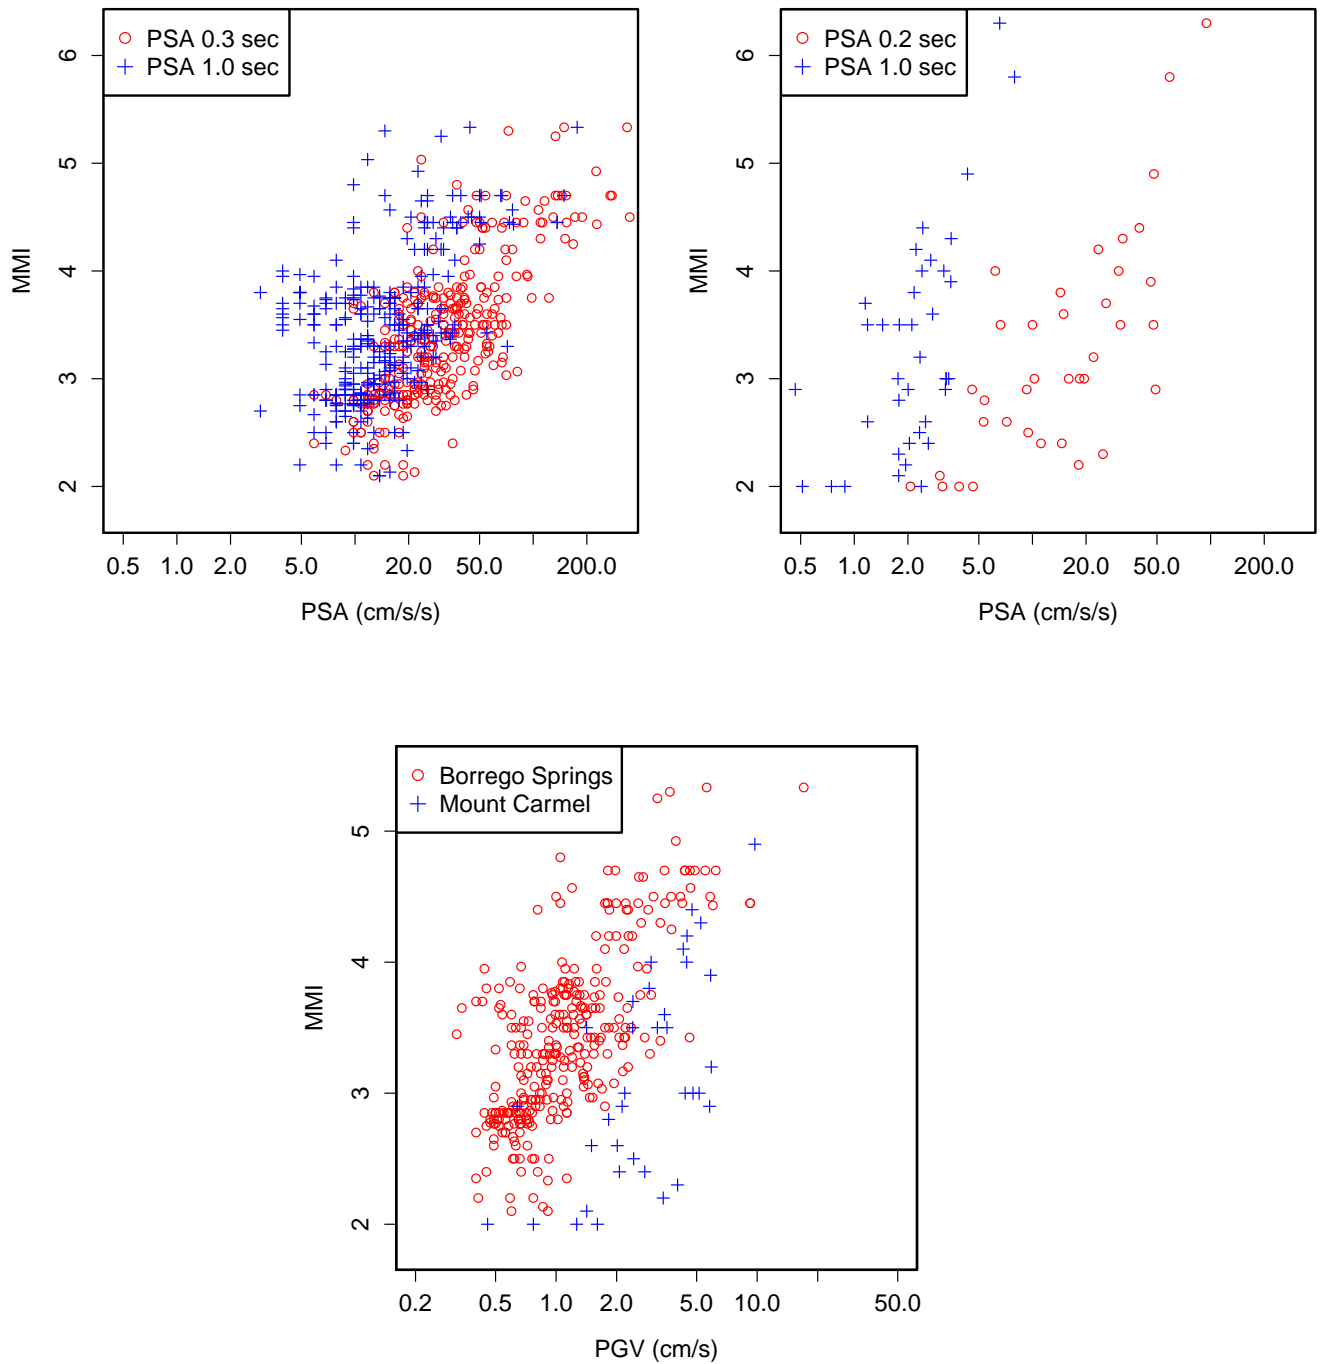 PSA 0.3 sec
PSA 1.0 sec
6
5
4
3
2
MMI
0.5 1.0 2.0 5.0 20.0 50.0 200.0
PSA (cm/s/s)
PSA 0.2 sec
PSA 1.0 sec
6
5
4
3
2
MMI
0.5 1.0 2.0 5.0 20.0 50.0 200.0
PSA (cm/s/s)
Borrego Springs
Mount Carmel
5
4
3
2
MMI
0.2 0.5 1.0 2.0 5.0 10.0 50.0
PGV (cm/s)